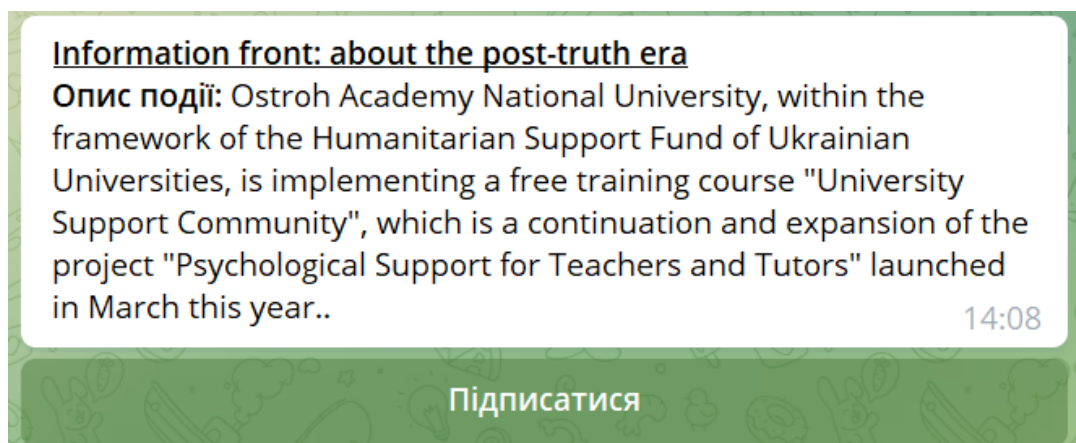 Information front: about the post-truth era
Опис події: Ostroh Academy National University, within the
framework of the Humanitarian Support Fund of Ukrainian
Universities, is implementing a free training course "University
Support Community", which is a continuation and expansion of the
project "Psychological Support for Teachers and Tutors" launched
in March this year..
14:08
Підписатися